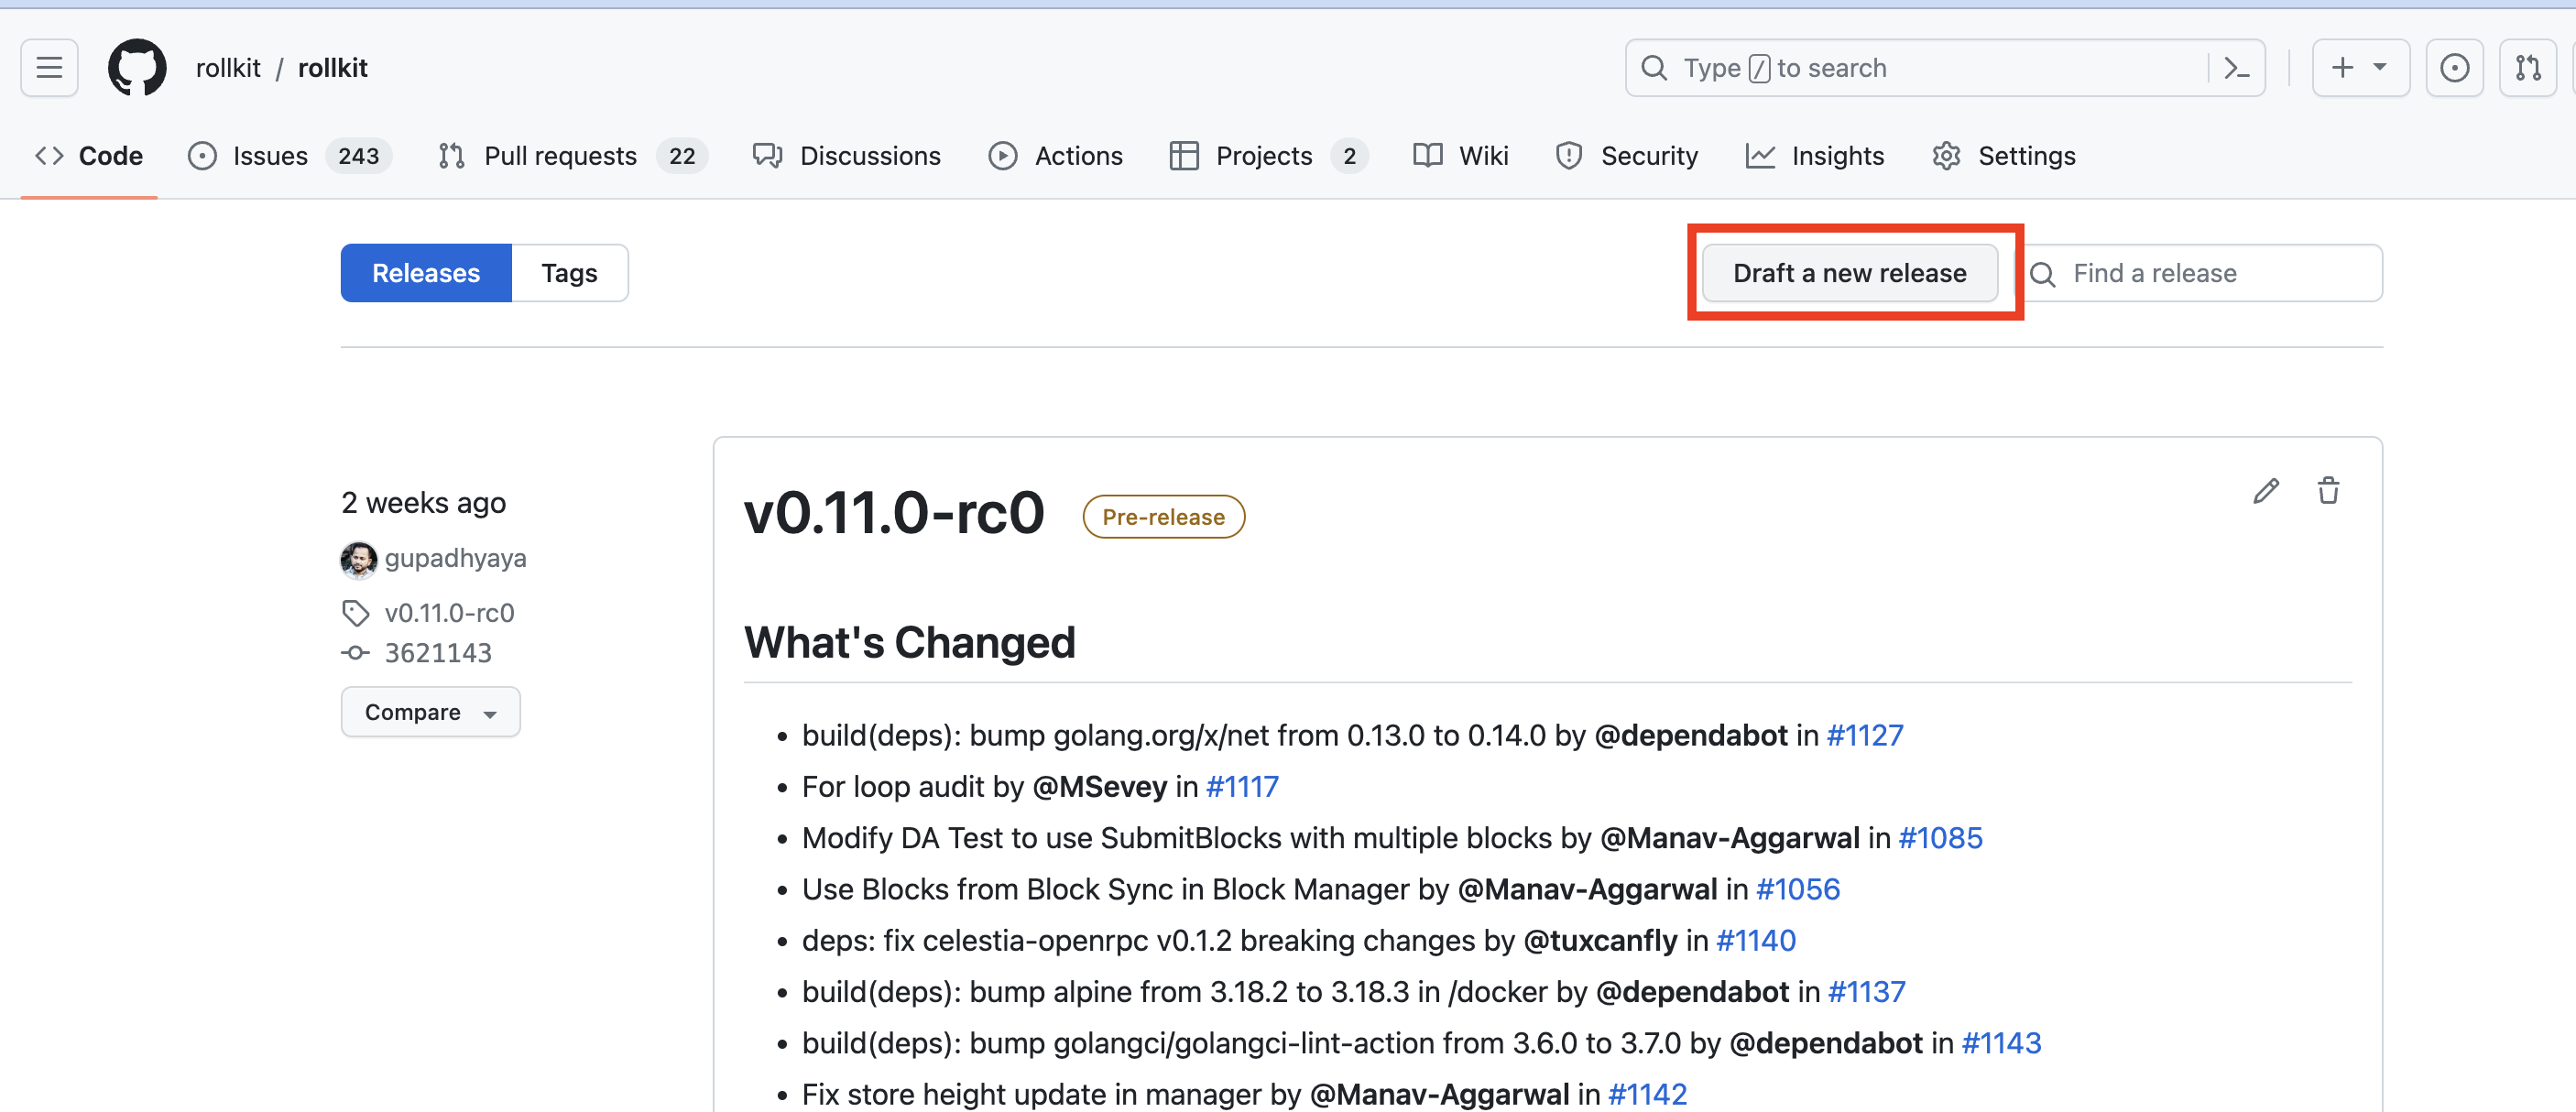 rollkit / rollkit
Type / to search
Code Issues 243 Pull requests 22 Discussions Actions Projects 2 Wiki Security Insights Settings
Releases Tags Draft a new release Find a release
2 weeks ago
gupadhyaya
v0.11.0-rc0
3621143
Compare
v0.11.0-rc0 Pre-release
What's Changed
• build(deps): bump golang.org/x/net from 0.13.0 to 0.14.0 by @dependabot in #1127
• For loop audit by @MSevey in #1117
• Modify DA Test to use SubmitBlocks with multiple blocks by @Manav-Aggarwal in #1085
• Use Blocks from Block Sync in Block Manager by @Manav-Aggarwal in #1056
• deps: fix celestia-openrpc v0.1.2 breaking changes by @tuxcanfly in #1140
• build(deps): bump alpine from 3.18.2 to 3.18.3 in /docker by @dependabot in #1137
• build(deps): bump golangci/golangci-lint-action from 3.6.0 to 3.7.0 by @dependabot in #1143
• Fix store height update in manager by @Manav-Aggarwal in #1142